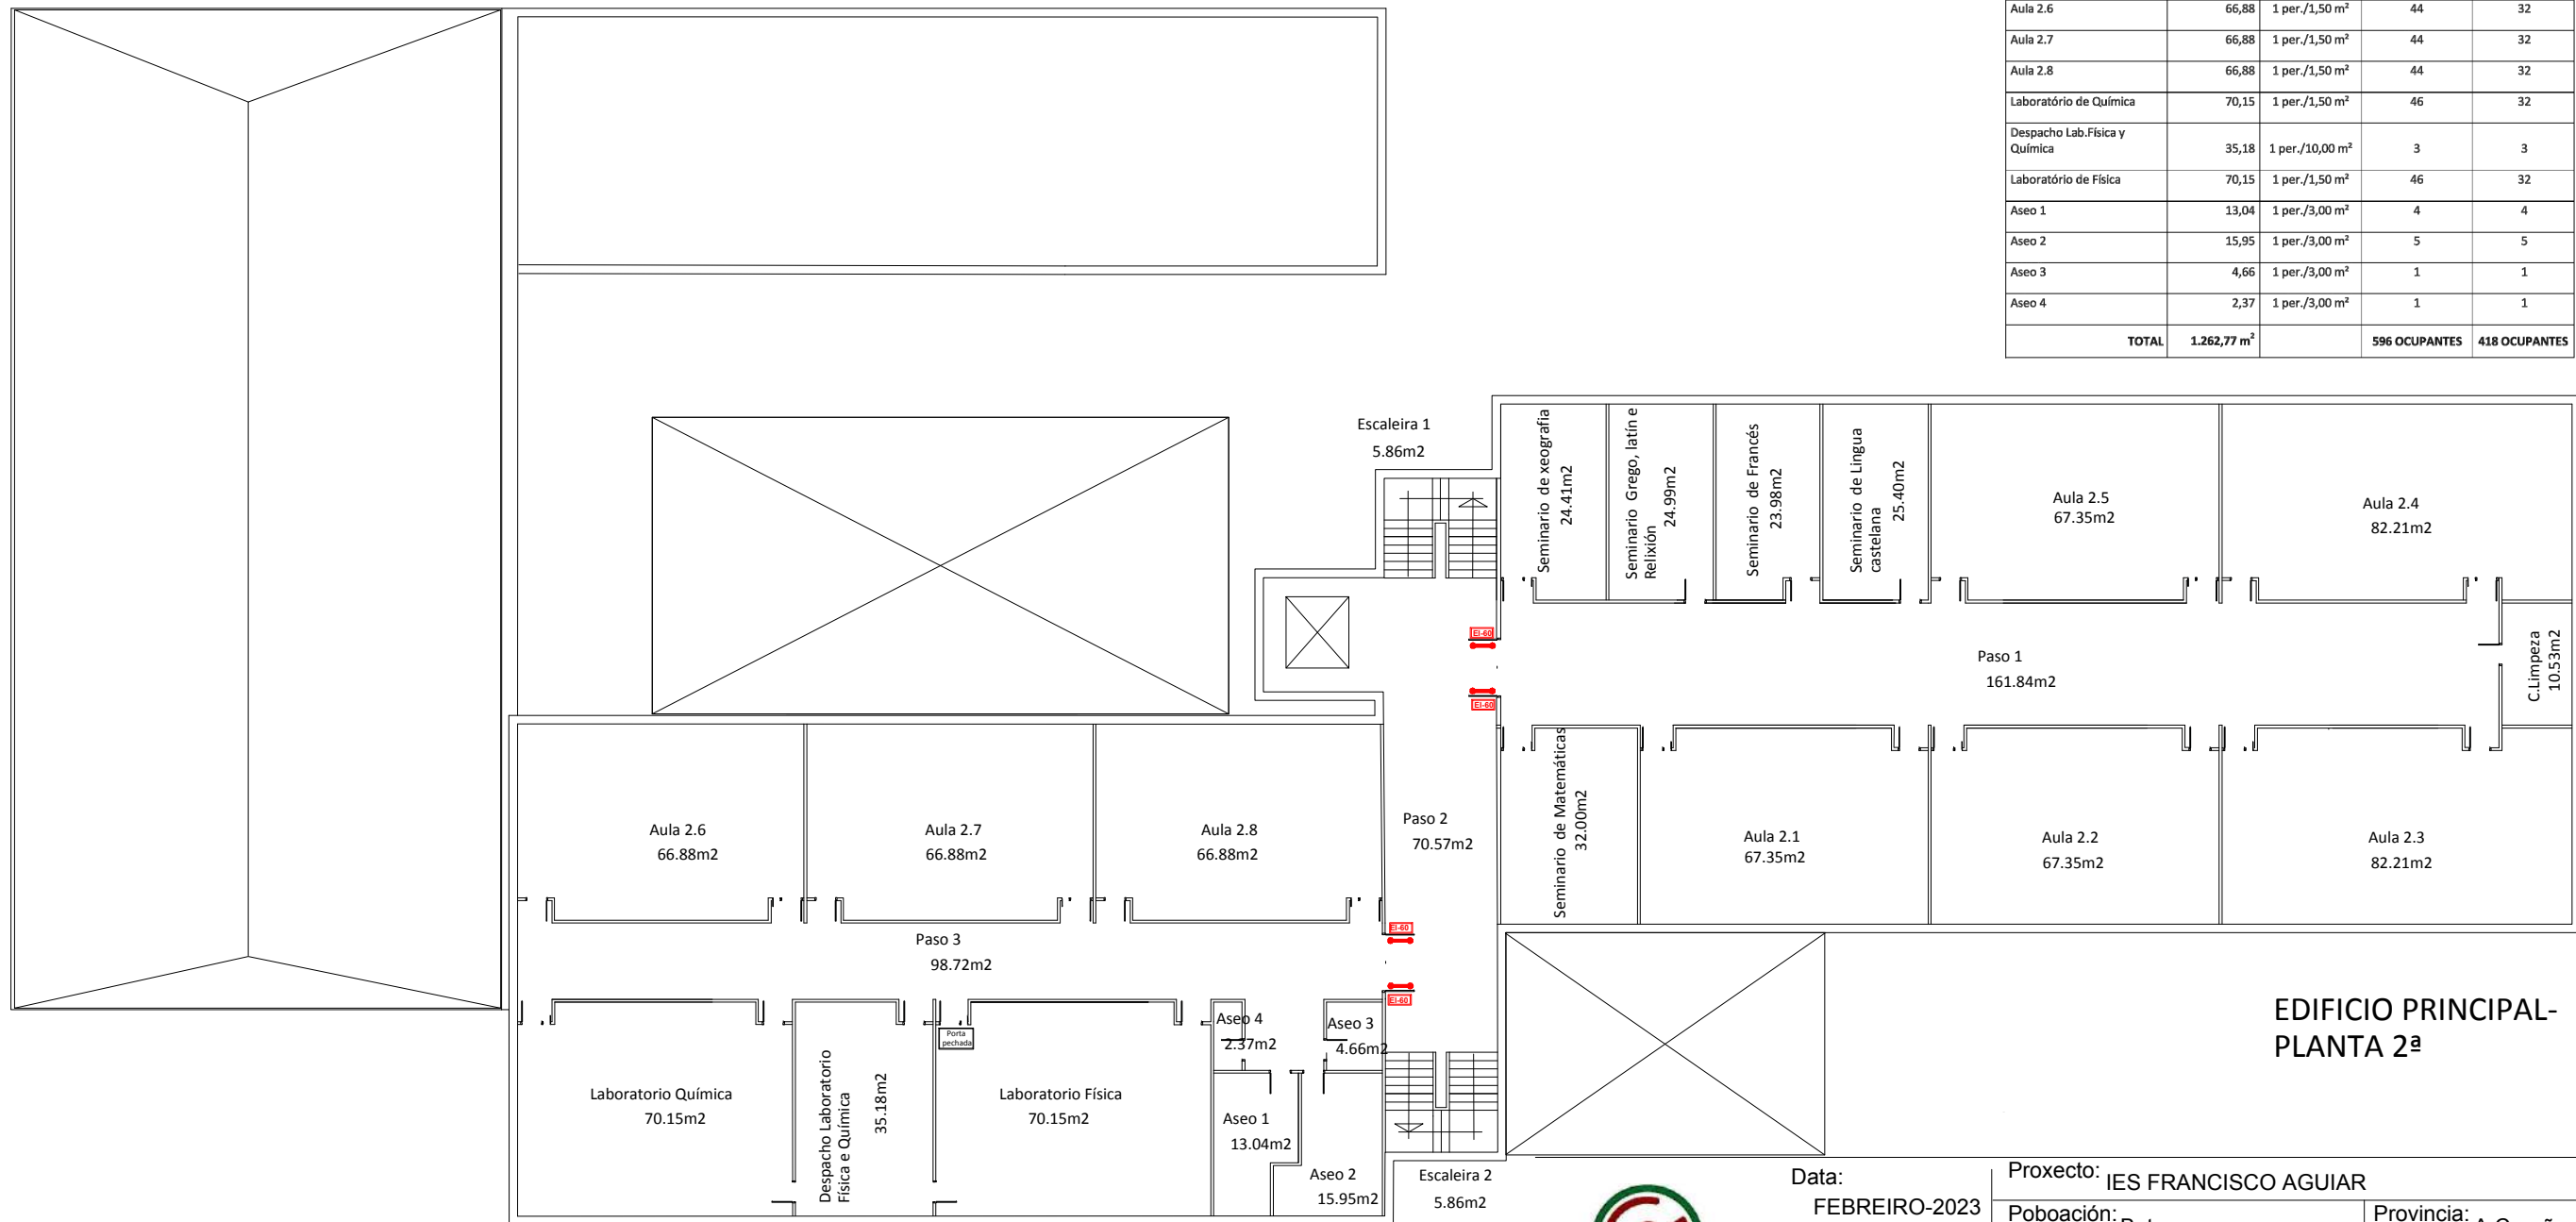 Aula 2.6 66,88 1 per./1,50 m² 44 32
Aula 2.7 66,88 1 per./1,50 m² 44 32
Aula 2.8 66,88 1 per./1,50 m² 44 32
Laboratório de Química 70,15 1 per./1,50 m² 46 32
Despacho Lab.Física y
Química 35,18 1 per./10,00 m² 3 3
Laboratório de Física 70,15 1 per./1,50 m² 46 32
Aseo 1 13,04 1 per./3,00 m² 4 4
Aseo 2 15,95 1 per./3,00 m² 5 5
Aseo 3 4,66 1 per./3,00 m² 1 1
Aseo 4 2,37 1 per./3,00 m² 1 1
TOTAL 1.262,77 m² 596 OCUPANTES 418 OCUPANTES
Escaleira 1
5.86m2
Seminario de xeografia
24.41m2
Seminario Grego, latín e
Relixión
24.99m2
Seminario de Francés
23.98m2
Seminario de Lingua
castelana
25.40m2
Aula 2.5
67.35m2
Aula 2.4
82.21m2
EI-60
EI-60
Paso 1
161.84m2
C.Limpeza
10.53m2
Aula 2.6
66.88m2
Aula 2.7
66.88m2
Aula 2.8
66.88m2
Paso 2
70.57m2
Seminario de Matemáticas
32.00m2
Aula 2.1
67.35m2
Aula 2.2
67.35m2
Aula 2.3
82.21m2
Paso 3
98.72m2
EI-60
EI-60
Porta
pechada
Aseo 4
2.37m2
Aseo 3
4.66m2
Laboratorio Química
70.15m2
Despacho Laboratorio
Física e Química
35.18m2
Laboratorio Física
70.15m2
Aseo 1
13.04m2
Aseo 2
15.95m2
Escaleira 2
5.86m2
EDIFICIO PRINCIPAL-
PLANTA 2ª
Data:
FEBREIRO-2023
Proxecto: IES FRANCISCO AGUIAR
Poboación:
Provincia: